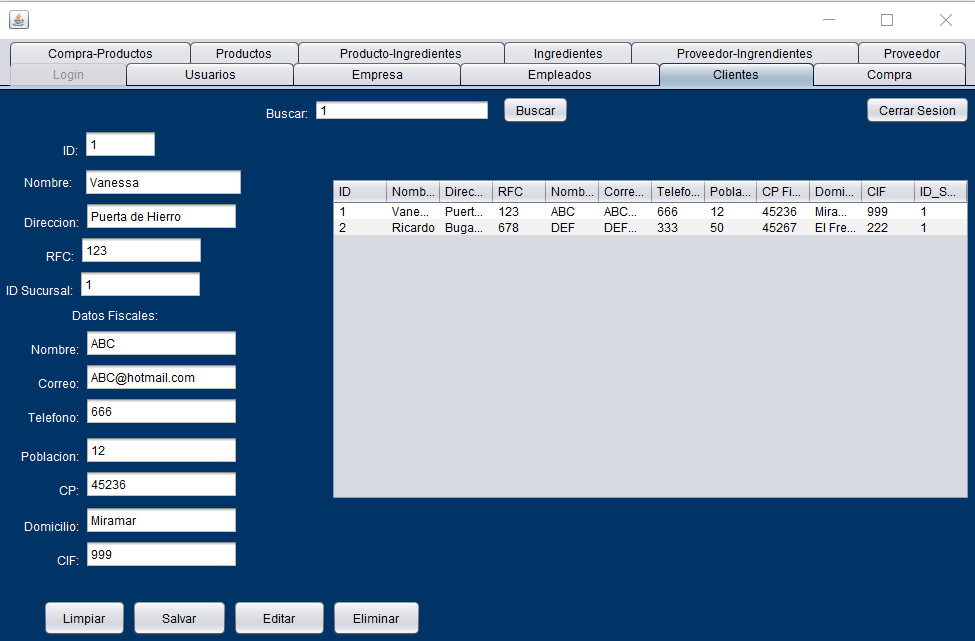 Compra-Productos Productos Producto-Ingredientes Ingredientes Proveedor-Ingrendientes Proveedor
Login Usuarios Empresa Empleados Clientes Compra
Buscar: 1 Buscar Cerrar Sesion
ID: 1
Nombre: Vanessa
Direccion: Puerta de Hierro
RFC: 123
ID Sucursal: 1
Datos Fiscales:
Nombre: ABC
Correo: ABC@hotmail.com
Telefono: 666
Poblacion: 12
CP: 45236
Domicilio: Miramar
CIF: 999
ID Nomb... Direc... RFC Nomb... Corre... Telefo... Pobla... CP Fi... Domi... CIF ID_S...
1 Vane... Puert... 123 ABC ABC... 666 12 45236 Mira... 999 1
2 Ricardo Buga... 678 DEF DEF... 333 50 45267 El Fre... 222 1
Limpiar Salvar Editar Eliminar